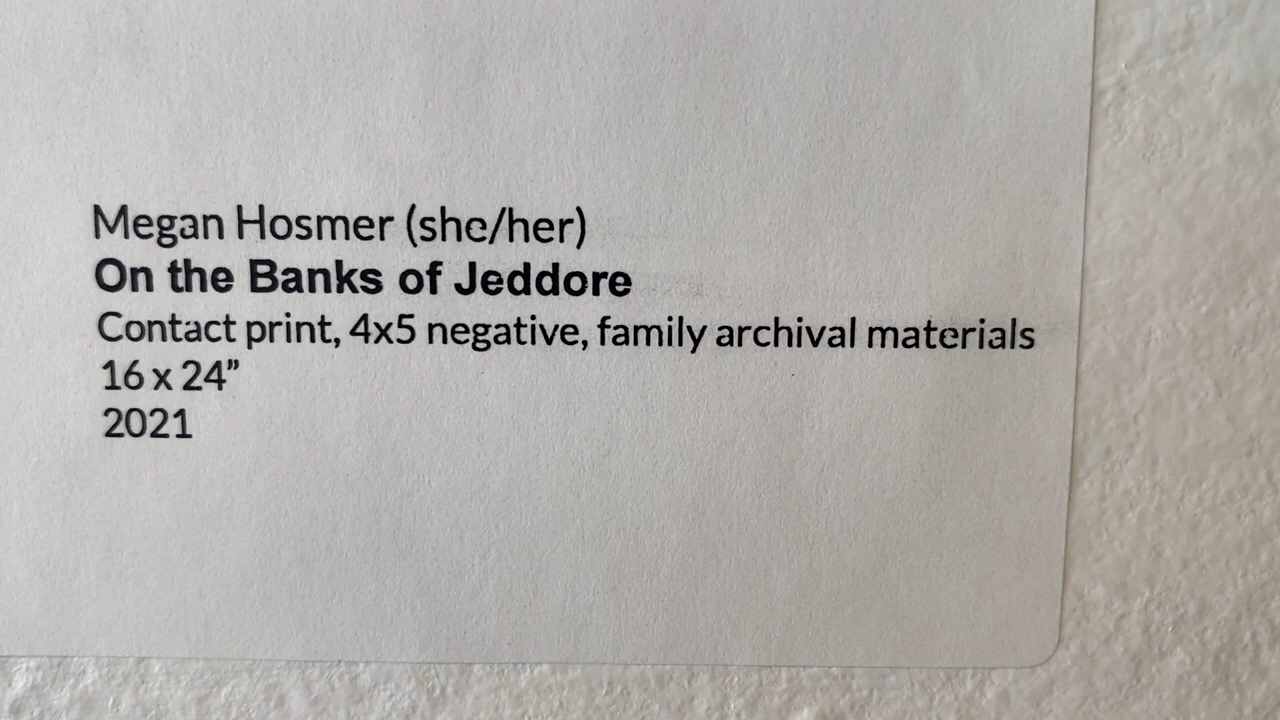 Megan Hosmer (she/her)
On the Banks of Jeddore
Contact print, 4x5 negative, family archival materials
16 x 24”
2021